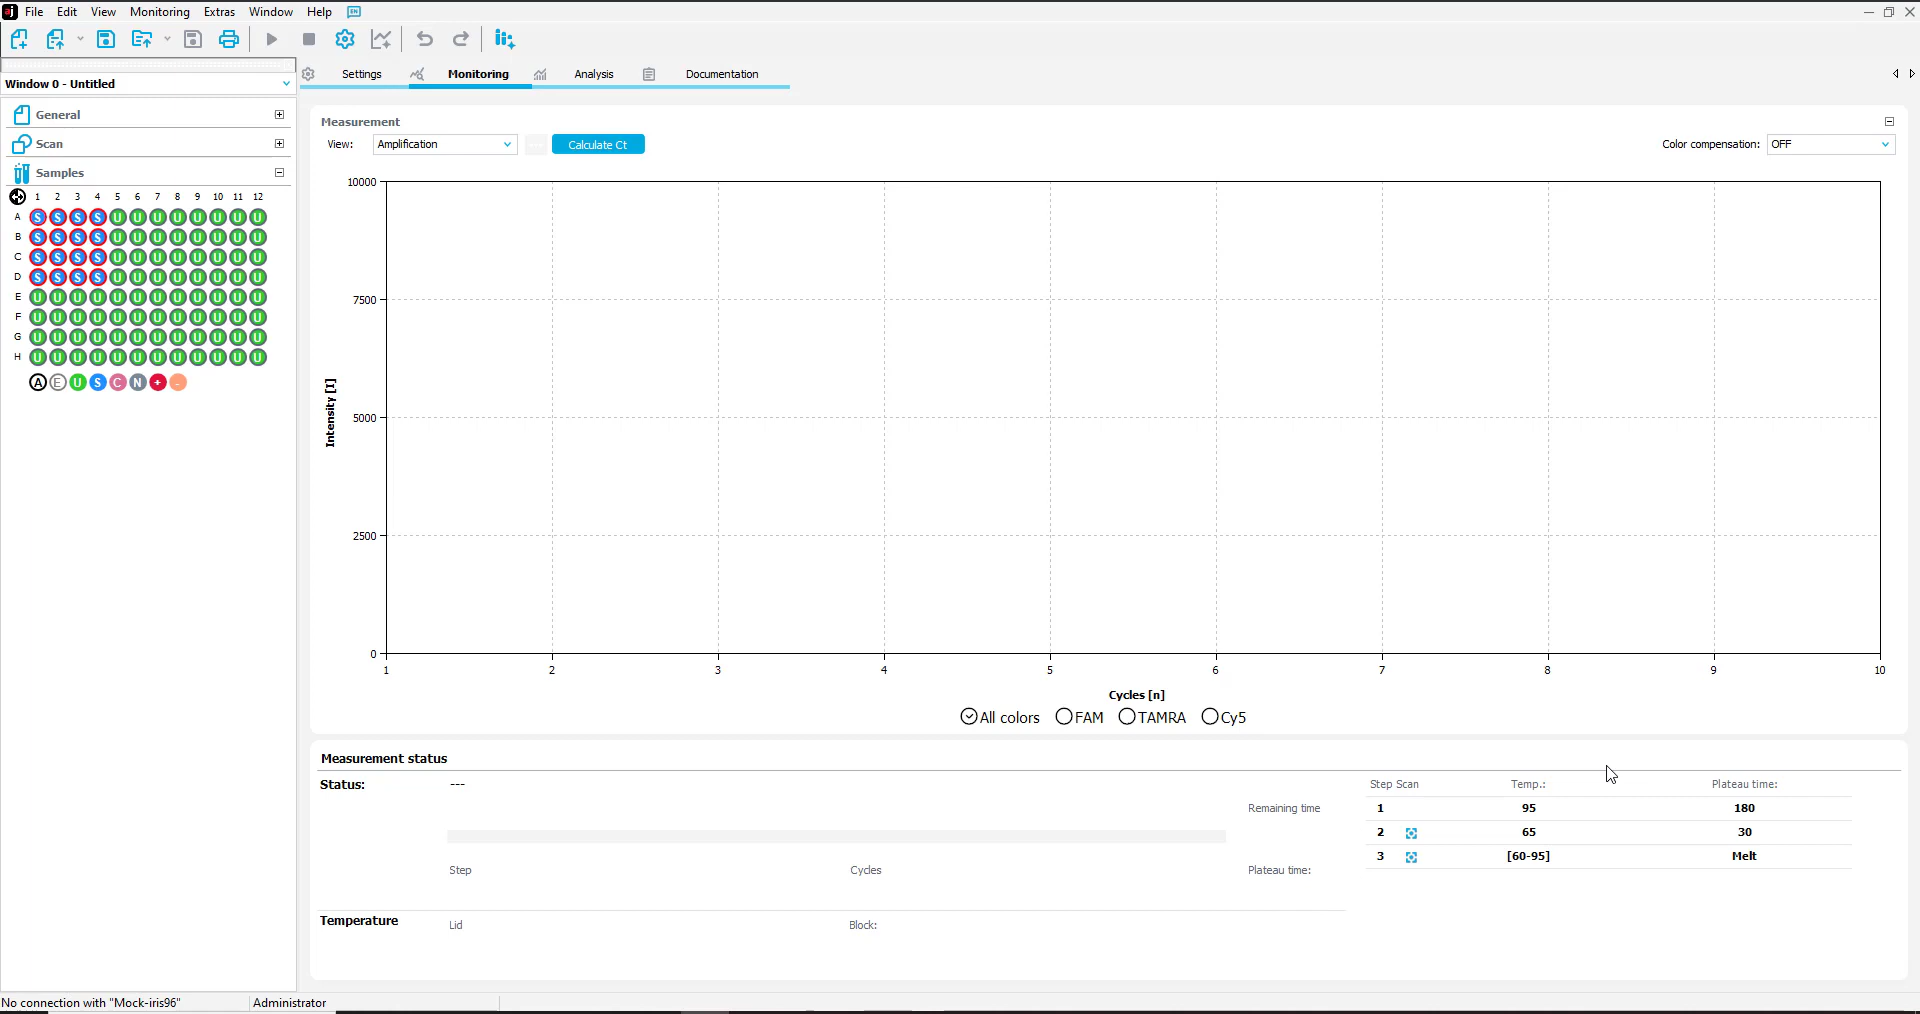 File Edit View Monitoring Extras Window Help EN
Window 0 - Untitled
Settings Monitoring Analysis Documentation
General
Scan
Samples
1 2 3 4 5 6 7 8 9 10 11 12
A S S S S U U U U U U U U
B S S S S U U U U U U U U
C S S S S U U U U U U U U
D S S S S U U U U U U U U
E U U U U U U U U U U U U
F U U U U U U U U U U U U
G U U U U U U U U U U U U
H U U U U U U U U U U U U
A E U S C N + -
Measurement
View: Amplification Calculate Ct
Color compensation: OFF
10000
7500
5000
2500
0
Intensity [I]
1 2 3 4 5 6 7 8 9 10
Cycles [n]
All colors FAM TAMRA Cy5
Measurement status
Status: ---
Remaining time
Step Cycles Plateau time:
Temperature Lid Block:
Step Scan Temp.: Plateau time:
1 95 180
2 65 30
3 [60-95] Melt
No connection with "Mock-iris96" Administrator